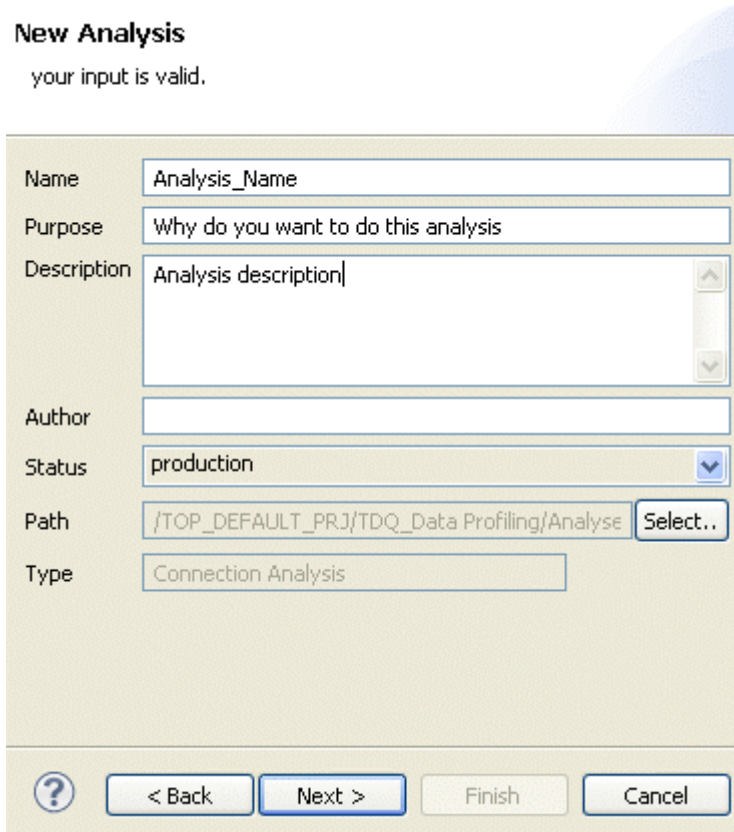 New Analysis
your input is valid.
Name Analysis_Name
Purpose Why do you want to do this analysis
Description Analysis description
Author
Status production
Path /TOP_DEFAULT_PRJ/TDQ_Data Profiling/Analyse Select..
Type Connection Analysis
? < Back Next > Finish Cancel